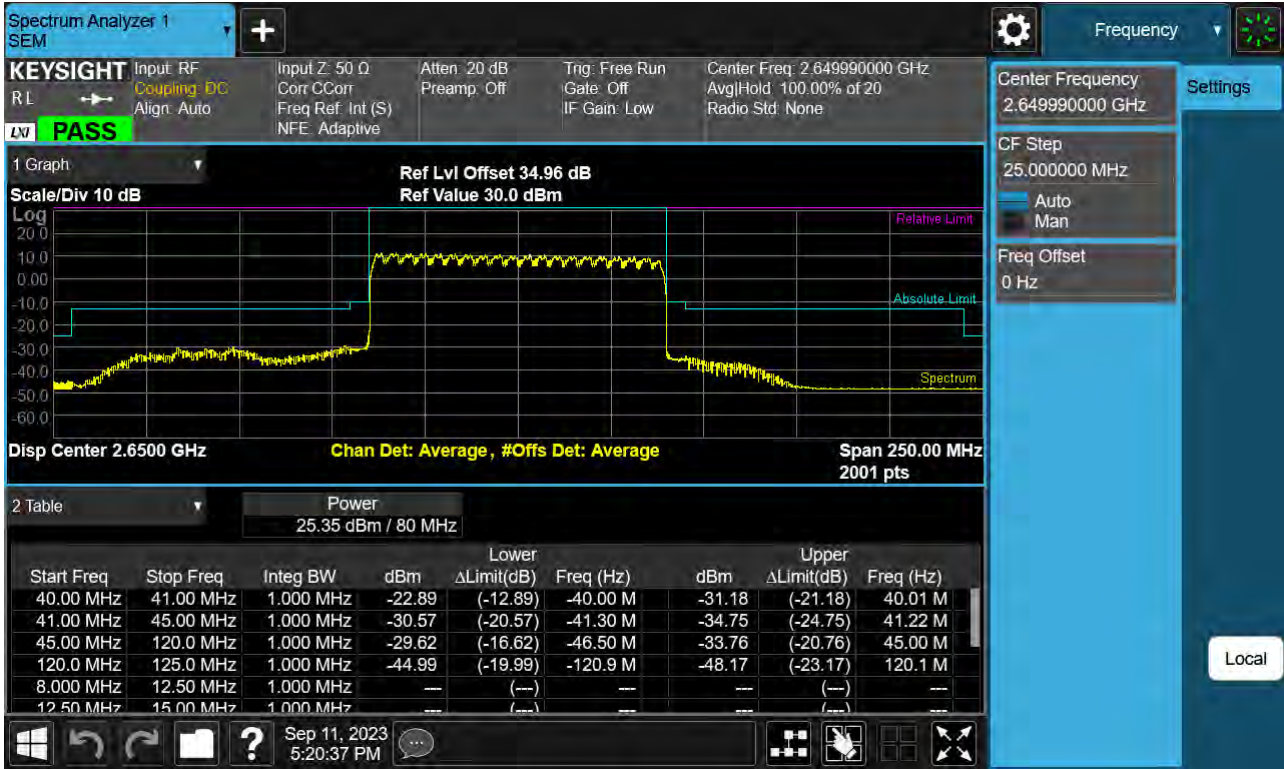 Spectrum Analyzer 1
SEM
Frequency
KEYSIGHT
R L
LXI PASS
Input: RF
Coupling: DC
Align: Auto
Input Z: 50 Ω
Corr CCorr
Freq Ref: Int (S)
NFE: Adaptive
Atten: 20 dB
Preamp: Off
Trig: Free Run
Gate: Off
IF Gain: Low
Center Freq: 2.649990000 GHz
Avg|Hold: 100.00% of 20
Radio Std: None
Center Frequency
2.649990000 GHz
Settings
CF Step
25.000000 MHz
Auto
Man
Freq Offset
0 Hz
Local
1 Graph
Scale/Div 10 dB
Ref Lvl Offset 34.96 dB
Ref Value 30.0 dBm
Log
20.0
10.0
0.00
-10.0
-20.0
-30.0
-40.0
-50.0
-60.0
Relative Limit
Absolute Limit
Spectrum
Disp Center 2.6500 GHz
Chan Det: Average , #Offs Det: Average
Span 250.00 MHz
2001 pts
2 Table
Power
25.35 dBm / 80 MHz
Lower Upper
Start Freq Stop Freq Integ BW dBm ∆Limit(dB) Freq (Hz) dBm ∆Limit(dB) Freq (Hz)
40.00 MHz 41.00 MHz 1.000 MHz -22.89 (-12.89) -40.00 M -31.18 (-21.18) 40.01 M
41.00 MHz 45.00 MHz 1.000 MHz -30.57 (-20.57) -41.30 M -34.75 (-24.75) 41.22 M
45.00 MHz 120.0 MHz 1.000 MHz -29.62 (-16.62) -46.50 M -33.76 (-20.76) 45.00 M
120.0 MHz 125.0 MHz 1.000 MHz -44.99 (-19.99) -120.9 M -48.17 (-23.17) 120.1 M
8.000 MHz 12.50 MHz 1.000 MHz --- (---) --- --- (---) ---
12.50 MHz 15.00 MHz 1.000 MHz --- (---) --- --- (---) ---
Sep 11, 2023
5:20:37 PM